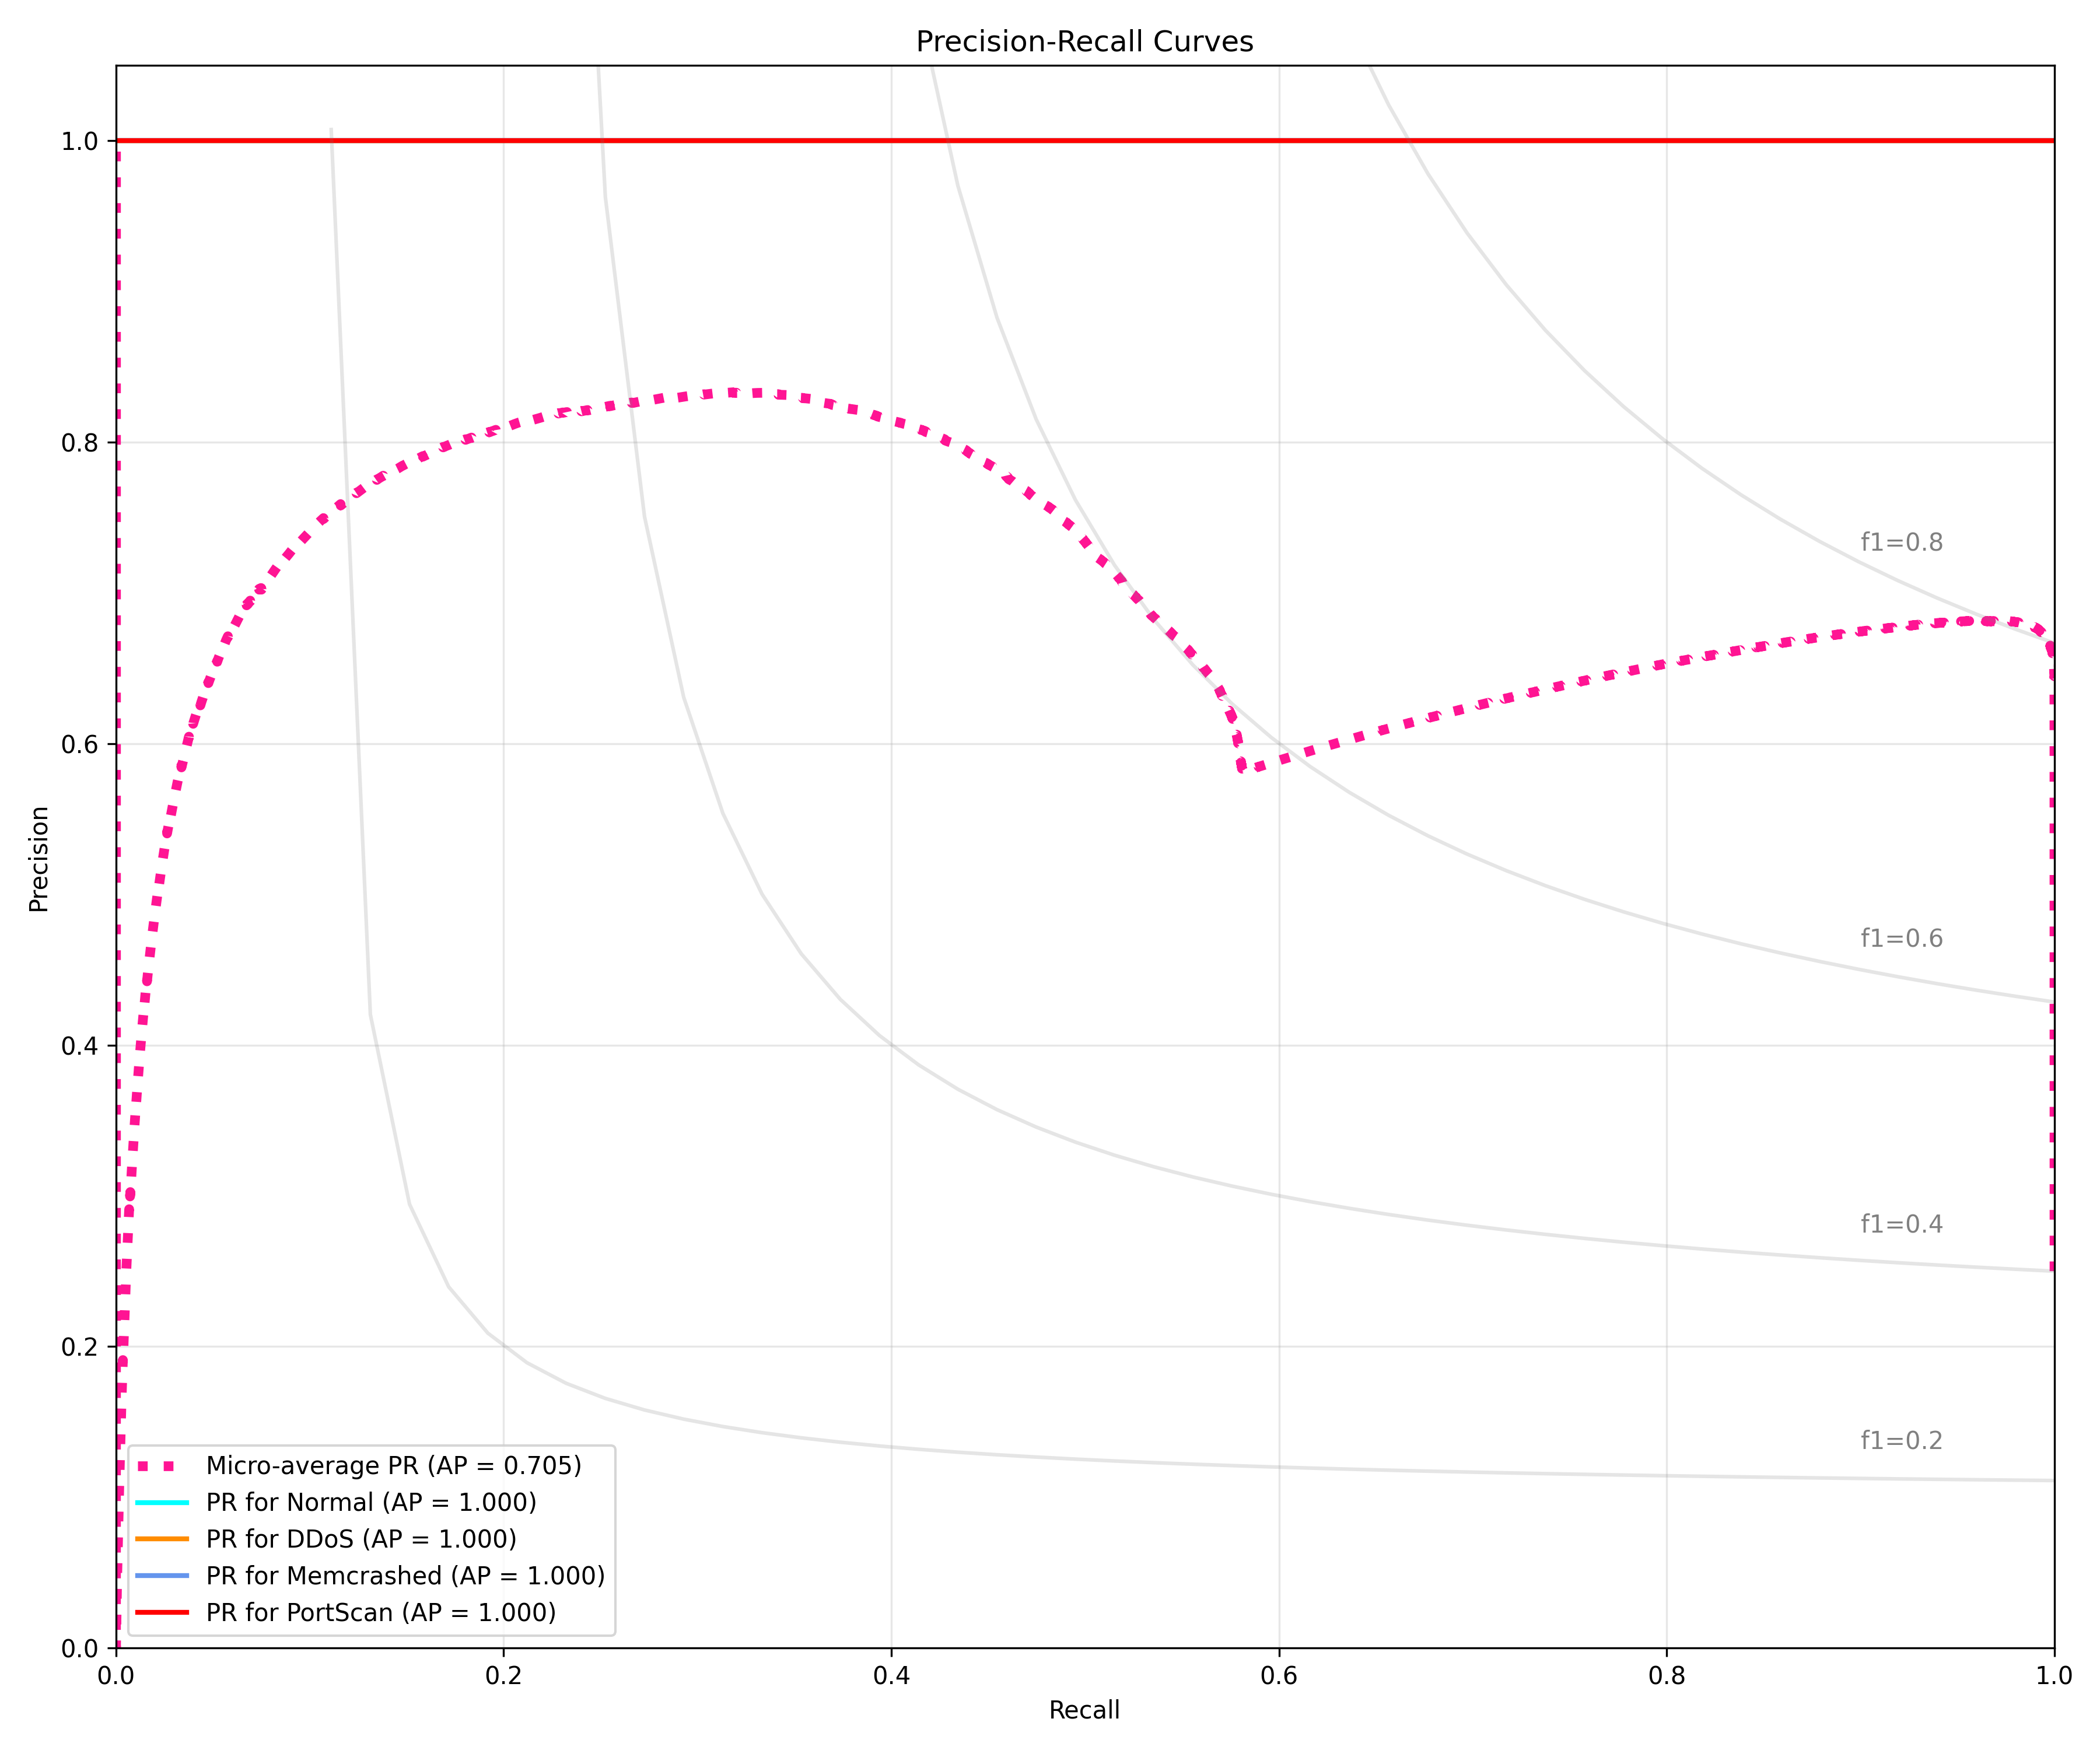 Precision-Recall Curves
1.0
0.8
0.6
0.4
0.2
0.0
Precision
f1=0.8
f1=0.6
f1=0.4
f1=0.2
Micro-average PR (AP = 0.705)
PR for Normal (AP = 1.000)
PR for DDoS (AP = 1.000)
PR for Memcrashed (AP = 1.000)
PR for PortScan (AP = 1.000)
0.0 0.2 0.4 0.6 0.8 1.0
Recall